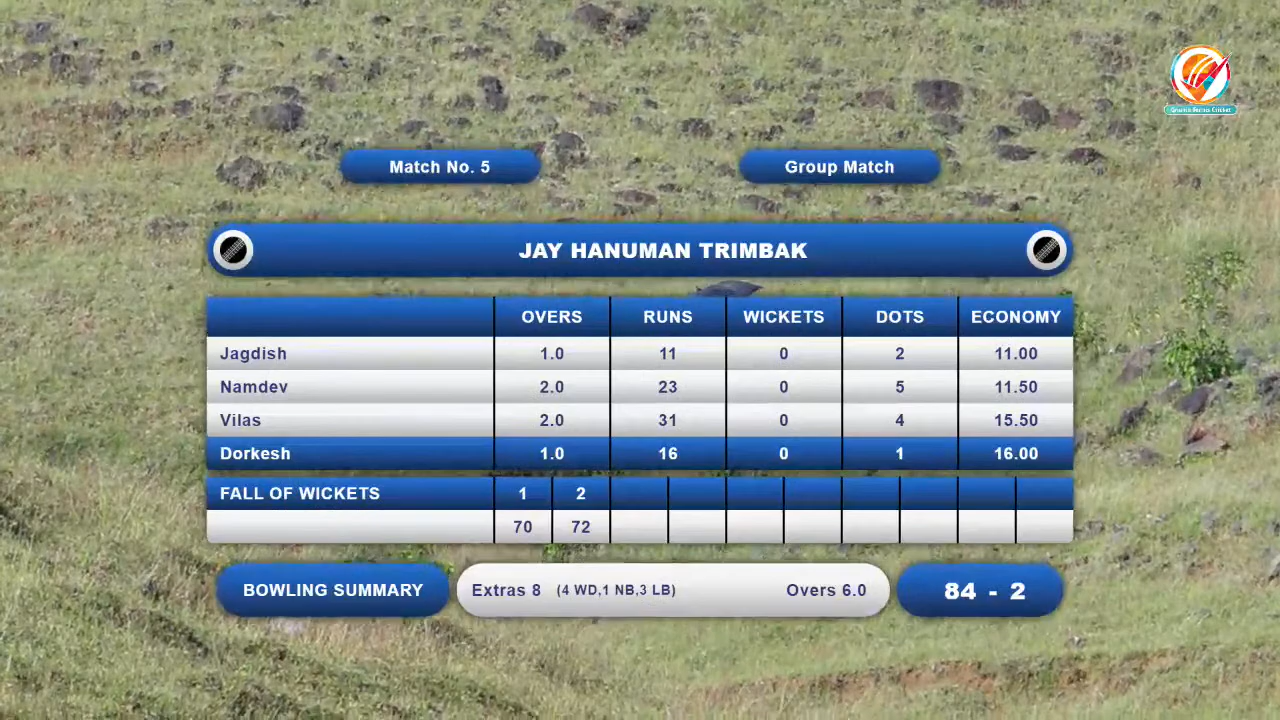 Match No. 5 Group Match
JAY HANUMAN TRIMBAK
OVERS RUNS WICKETS DOTS ECONOMY
Jagdish 1.0 11 0 2 11.00
Namdev 2.0 23 0 5 11.50
Vilas 2.0 31 0 4 15.50
Dorkesh 1.0 16 0 1 16.00
FALL OF WICKETS 1 2
70 72
BOWLING SUMMARY Extras 8 (4 WD,1 NB,3 LB) Overs 6.0 84 - 2